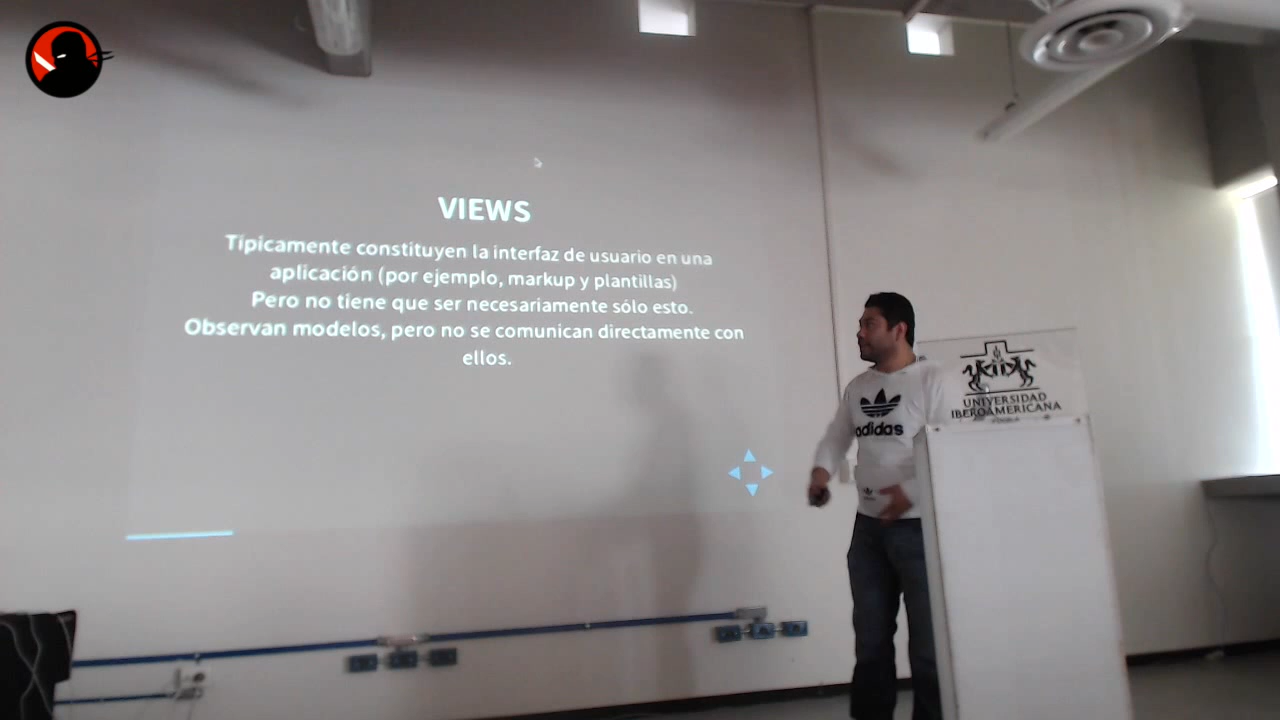 VIEWS
Típicamente constituyen la interfaz de usuario en una
aplicación (por ejemplo, markup y plantillas)
Pero no tiene que ser necesariamente sólo esto.
Observan modelos, pero no se comunican directamente con
ellos.
adidas
UNIVERSIDAD
IBEROAMERICANA